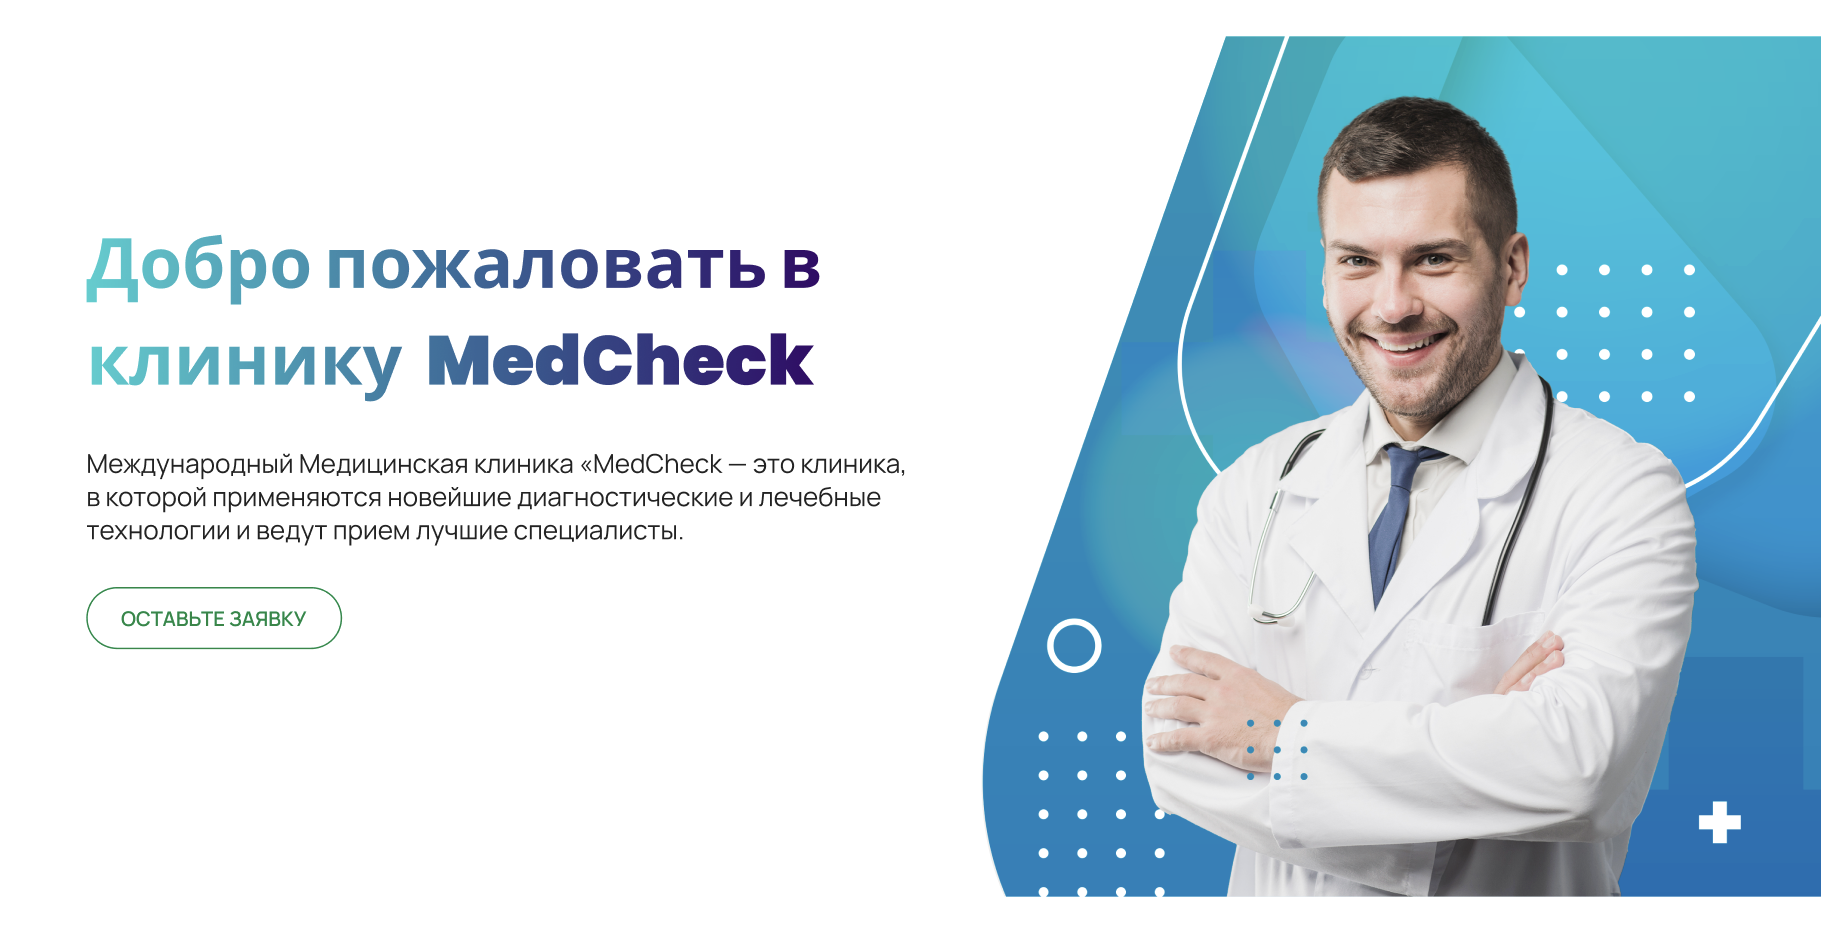 Добро пожаловать в
клинику MedCheck
Международный Медицинская клиника «MedCheck — это клиника,
в которой применяются новейшие диагностические и лечебные
технологии и ведут прием лучшие специалисты.
ОСТАВЬТЕ ЗАЯВКУ